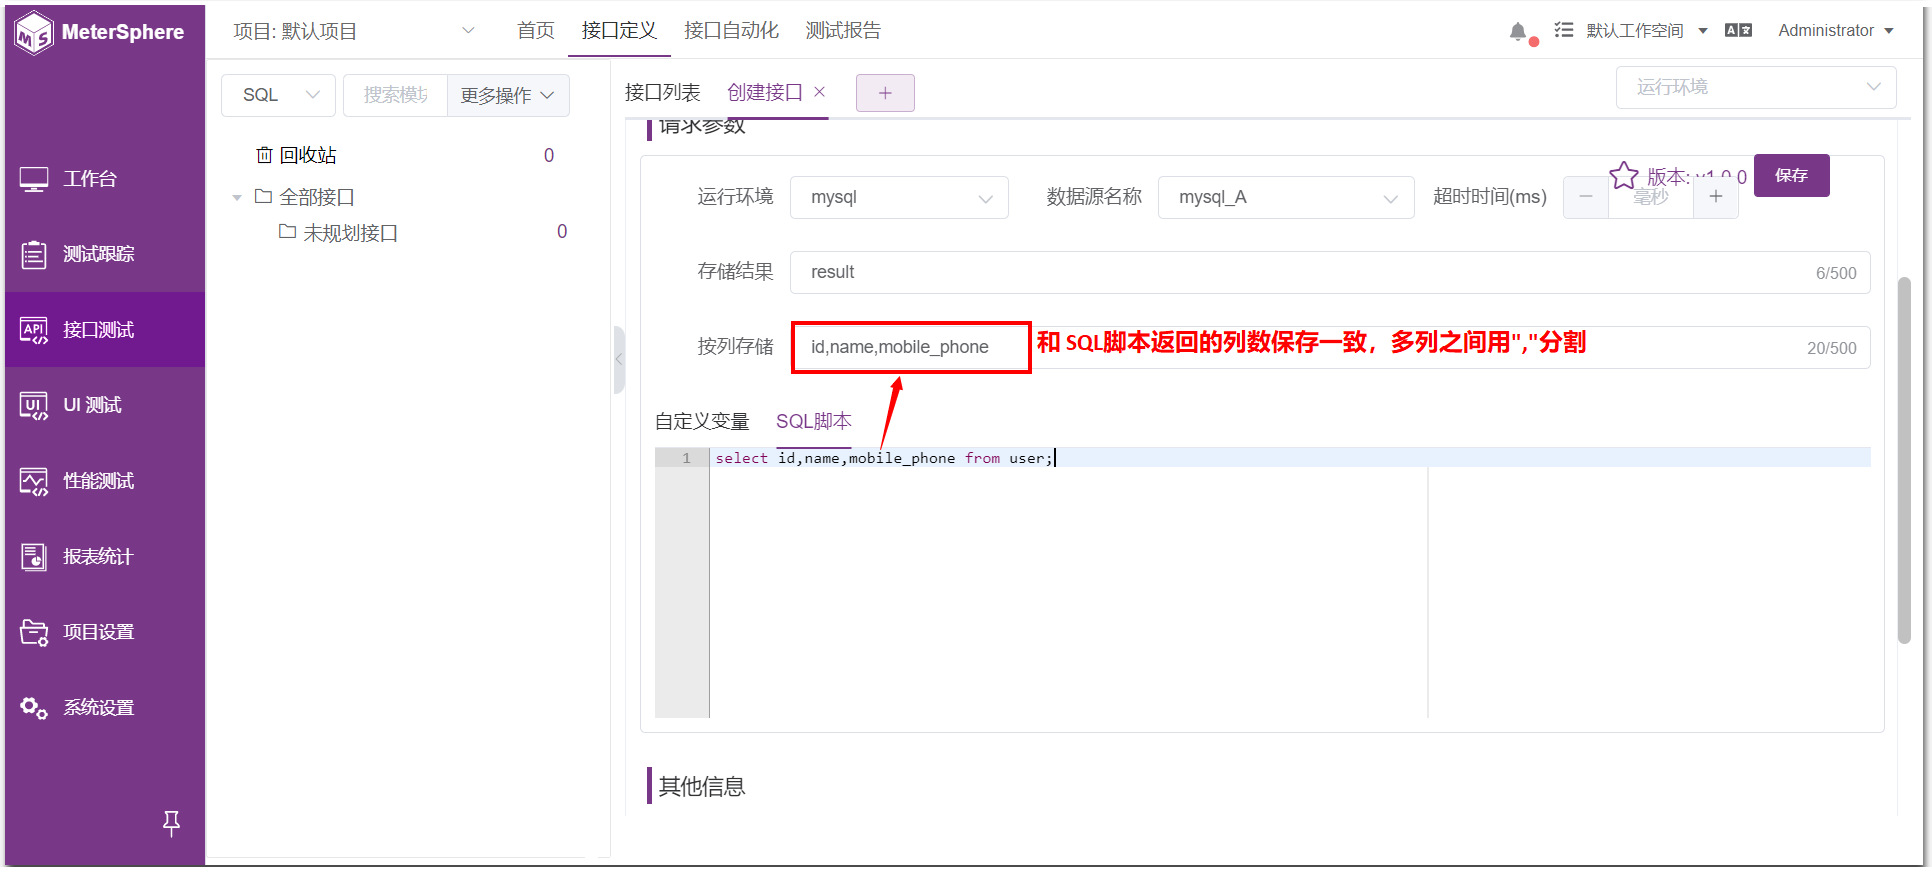 MeterSphere
项目: 默认项目
首页 接口定义 接口自动化 测试报告
默认工作空间
Administrator
SQL
搜索模块
更多操作
接口列表 创建接口 × +
运行环境
请求参数
回收站 0
全部接口
未规划接口 0
工作台
测试跟踪
接口测试
UI 测试
性能测试
报表统计
项目设置
系统设置
版本: v1.0.0
保存
运行环境 mysql 数据源名称 mysql_A 超时时间(ms) − 毫秒 +
存储结果 result 6/500
按列存储 id,name,mobile_phone 和 SQL脚本返回的列数保存一致，多列之间用","分割 20/500
自定义变量 SQL脚本
1 select id,name,mobile_phone from user;
其他信息